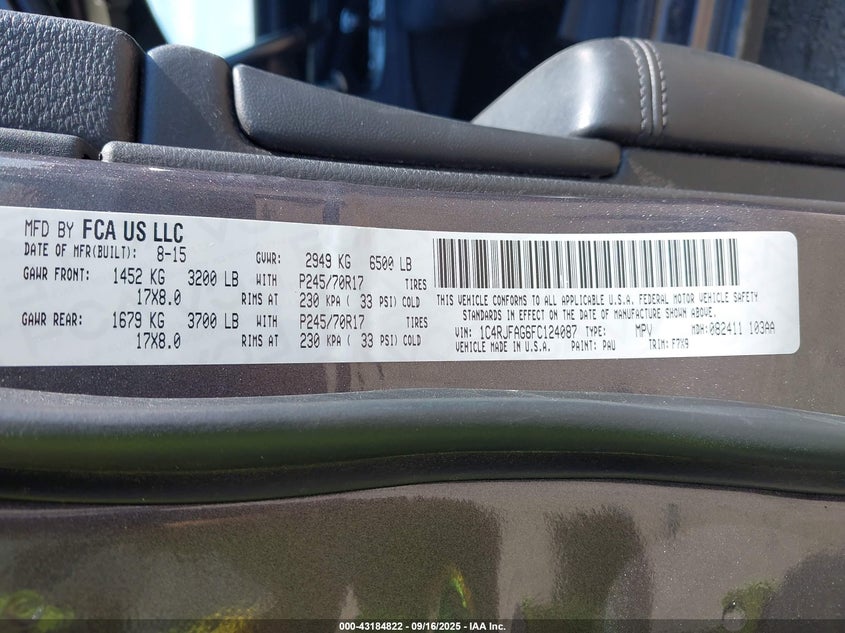 MFD BY FCA US LLC
DATE OF MFR(BUILT): 8-15 GVWR: 2949 KG 6500 LB
GAWR FRONT: 1452 KG 3200 LB WITH P245/70R17 TIRES
17X8.0 RIMS AT 230 KPA ( 33 PSI) COLD
GAWR REAR: 1679 KG 3700 LB WITH P245/70R17 TIRES
17X8.0 RIMS AT 230 KPA ( 33 PSI) COLD
THIS VEHICLE CONFORMS TO ALL APPLICABLE U.S.A. FEDERAL MOTOR VEHICLE SAFETY
STANDARDS IN EFFECT ON THE DATE OF MANUFACTURE SHOWN ABOVE.
VIN: 1C4RJFAG6FC124087 TYPE: MPV MDH: 082411 103AA
VEHICLE MADE IN U.S.A. PAINT: PAU TRIM: F7X9
000-43184822 - 09/16/2025 - IAA Inc.